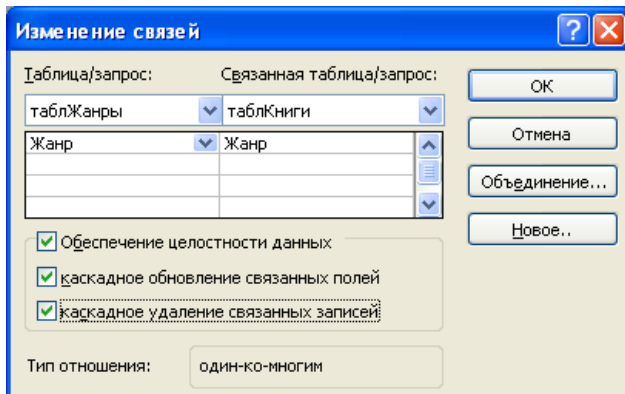 Изменение связей
Таблица/запрос: Связанная таблица/запрос:
таблЖанры таблКниги
Жанр Жанр
Обеспечение целостности данных
каскадное обновление связанных полей
каскадное удаление связанных записей
Тип отношения: один-ко-многим
ОК
Отмена
Объединение...
Новое..